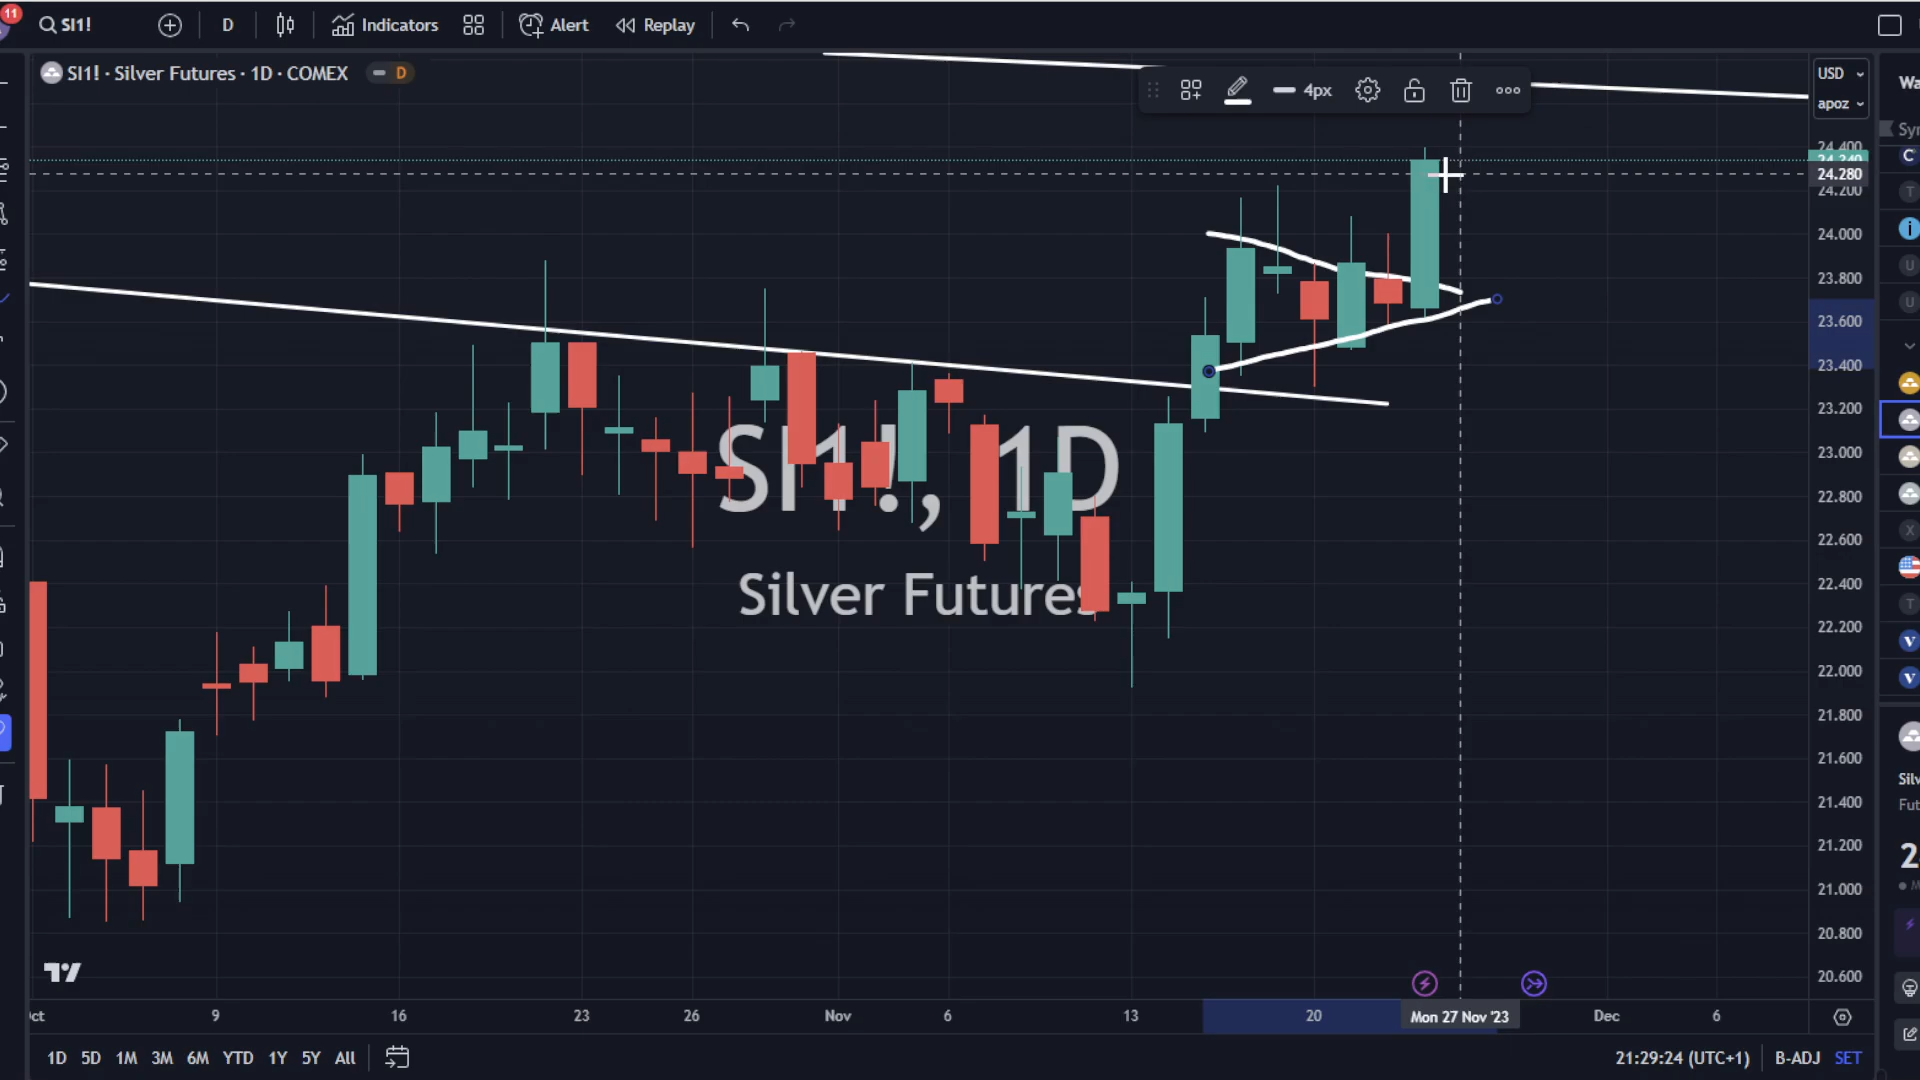 11
SI1!
D
Indicators
Alert
Replay
SI1! · Silver Futures · 1D · COMEX
D
4px
USD
apoz
24.400
24.340
24.280
24.200
24.000
23.800
23.600
23.400
23.200
23.000
22.800
22.600
22.400
22.200
22.000
21.800
21.600
21.400
21.200
21.000
20.800
20.600
SI1!, 1D
Silver Futures
9
16
23
26
Nov
6
13
20
Mon 27 Nov '23
Dec
6
1D 5D 1M 3M 6M YTD 1Y 5Y All
21:29:24 (UTC+1)
B-ADJ
SET
C
T
i
U
U
X
T
V
V
2